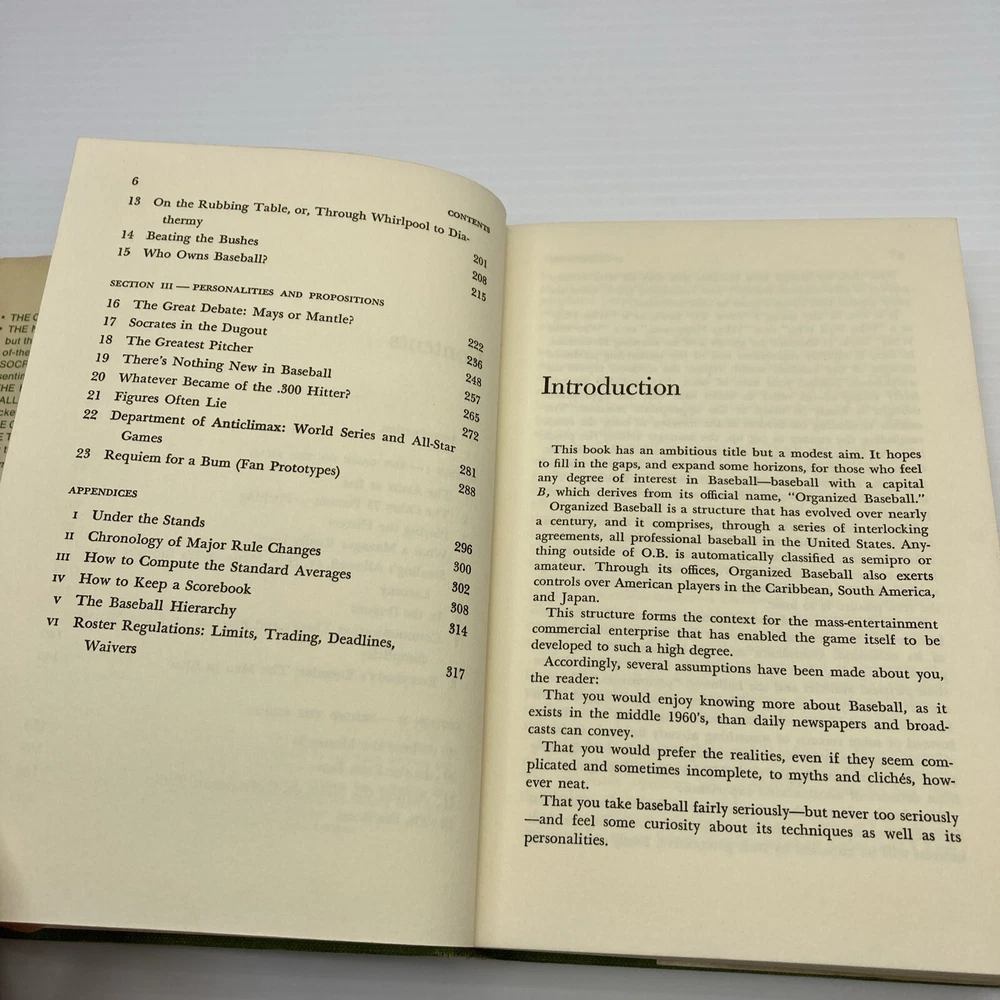 • THE
• THE
but th
of-the
SOCR
6
CONTENTS
13 On the Rubbing Table, or, Through Whirlpool to Dia-
thermy 201
14 Beating the Bushes 208
15 Who Owns Baseball? 215
SECTION III — PERSONALITIES AND PROPOSITIONS
16 The Great Debate: Mays or Mantle? 222
17 Socrates in the Dugout 236
18 The Greatest Pitcher 248
19 There's Nothing New in Baseball 257
20 Whatever Became of the .300 Hitter? 265
21 Figures Often Lie 272
22 Department of Anticlimax: World Series and All-Star
Games 281
23 Requiem for a Bum (Fan Prototypes) 288
APPENDICES
I Under the Stands 296
II Chronology of Major Rule Changes 300
III How to Compute the Standard Averages 302
IV How to Keep a Scorebook 308
V The Baseball Hierarchy 314
VI Roster Regulations: Limits, Trading, Deadlines,
Waivers 317
Introduction
This book has an ambitious title but a modest aim. It hopes
to fill in the gaps, and expand some horizons, for those who feel
any degree of interest in Baseball—baseball with a capital
B, which derives from its official name, "Organized Baseball."
Organized Baseball is a structure that has evolved over nearly
a century, and it comprises, through a series of interlocking
agreements, all professional baseball in the United States. Any-
thing outside of O.B. is automatically classified as semipro or
amateur. Through its offices, Organized Baseball also exerts
controls over American players in the Caribbean, South America,
and Japan.
This structure forms the context for the mass-entertainment
commercial enterprise that has enabled the game itself to be
developed to such a high degree.
Accordingly, several assumptions have been made about you,
the reader:
That you would enjoy knowing more about Baseball, as it
exists in the middle 1960's, than daily newspapers and broad-
casts can convey.
That you would prefer the realities, even if they seem com-
plicated and sometimes incomplete, to myths and clichés, how-
ever neat.
That you take baseball fairly seriously—but never too seriously
—and feel some curiosity about its techniques as well as its
personalities.